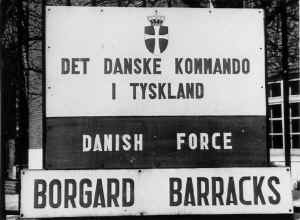 DET DANSKE KOMMANDO
I TYSKLAND
DANISH FORCE
BORGARD BARRACKS